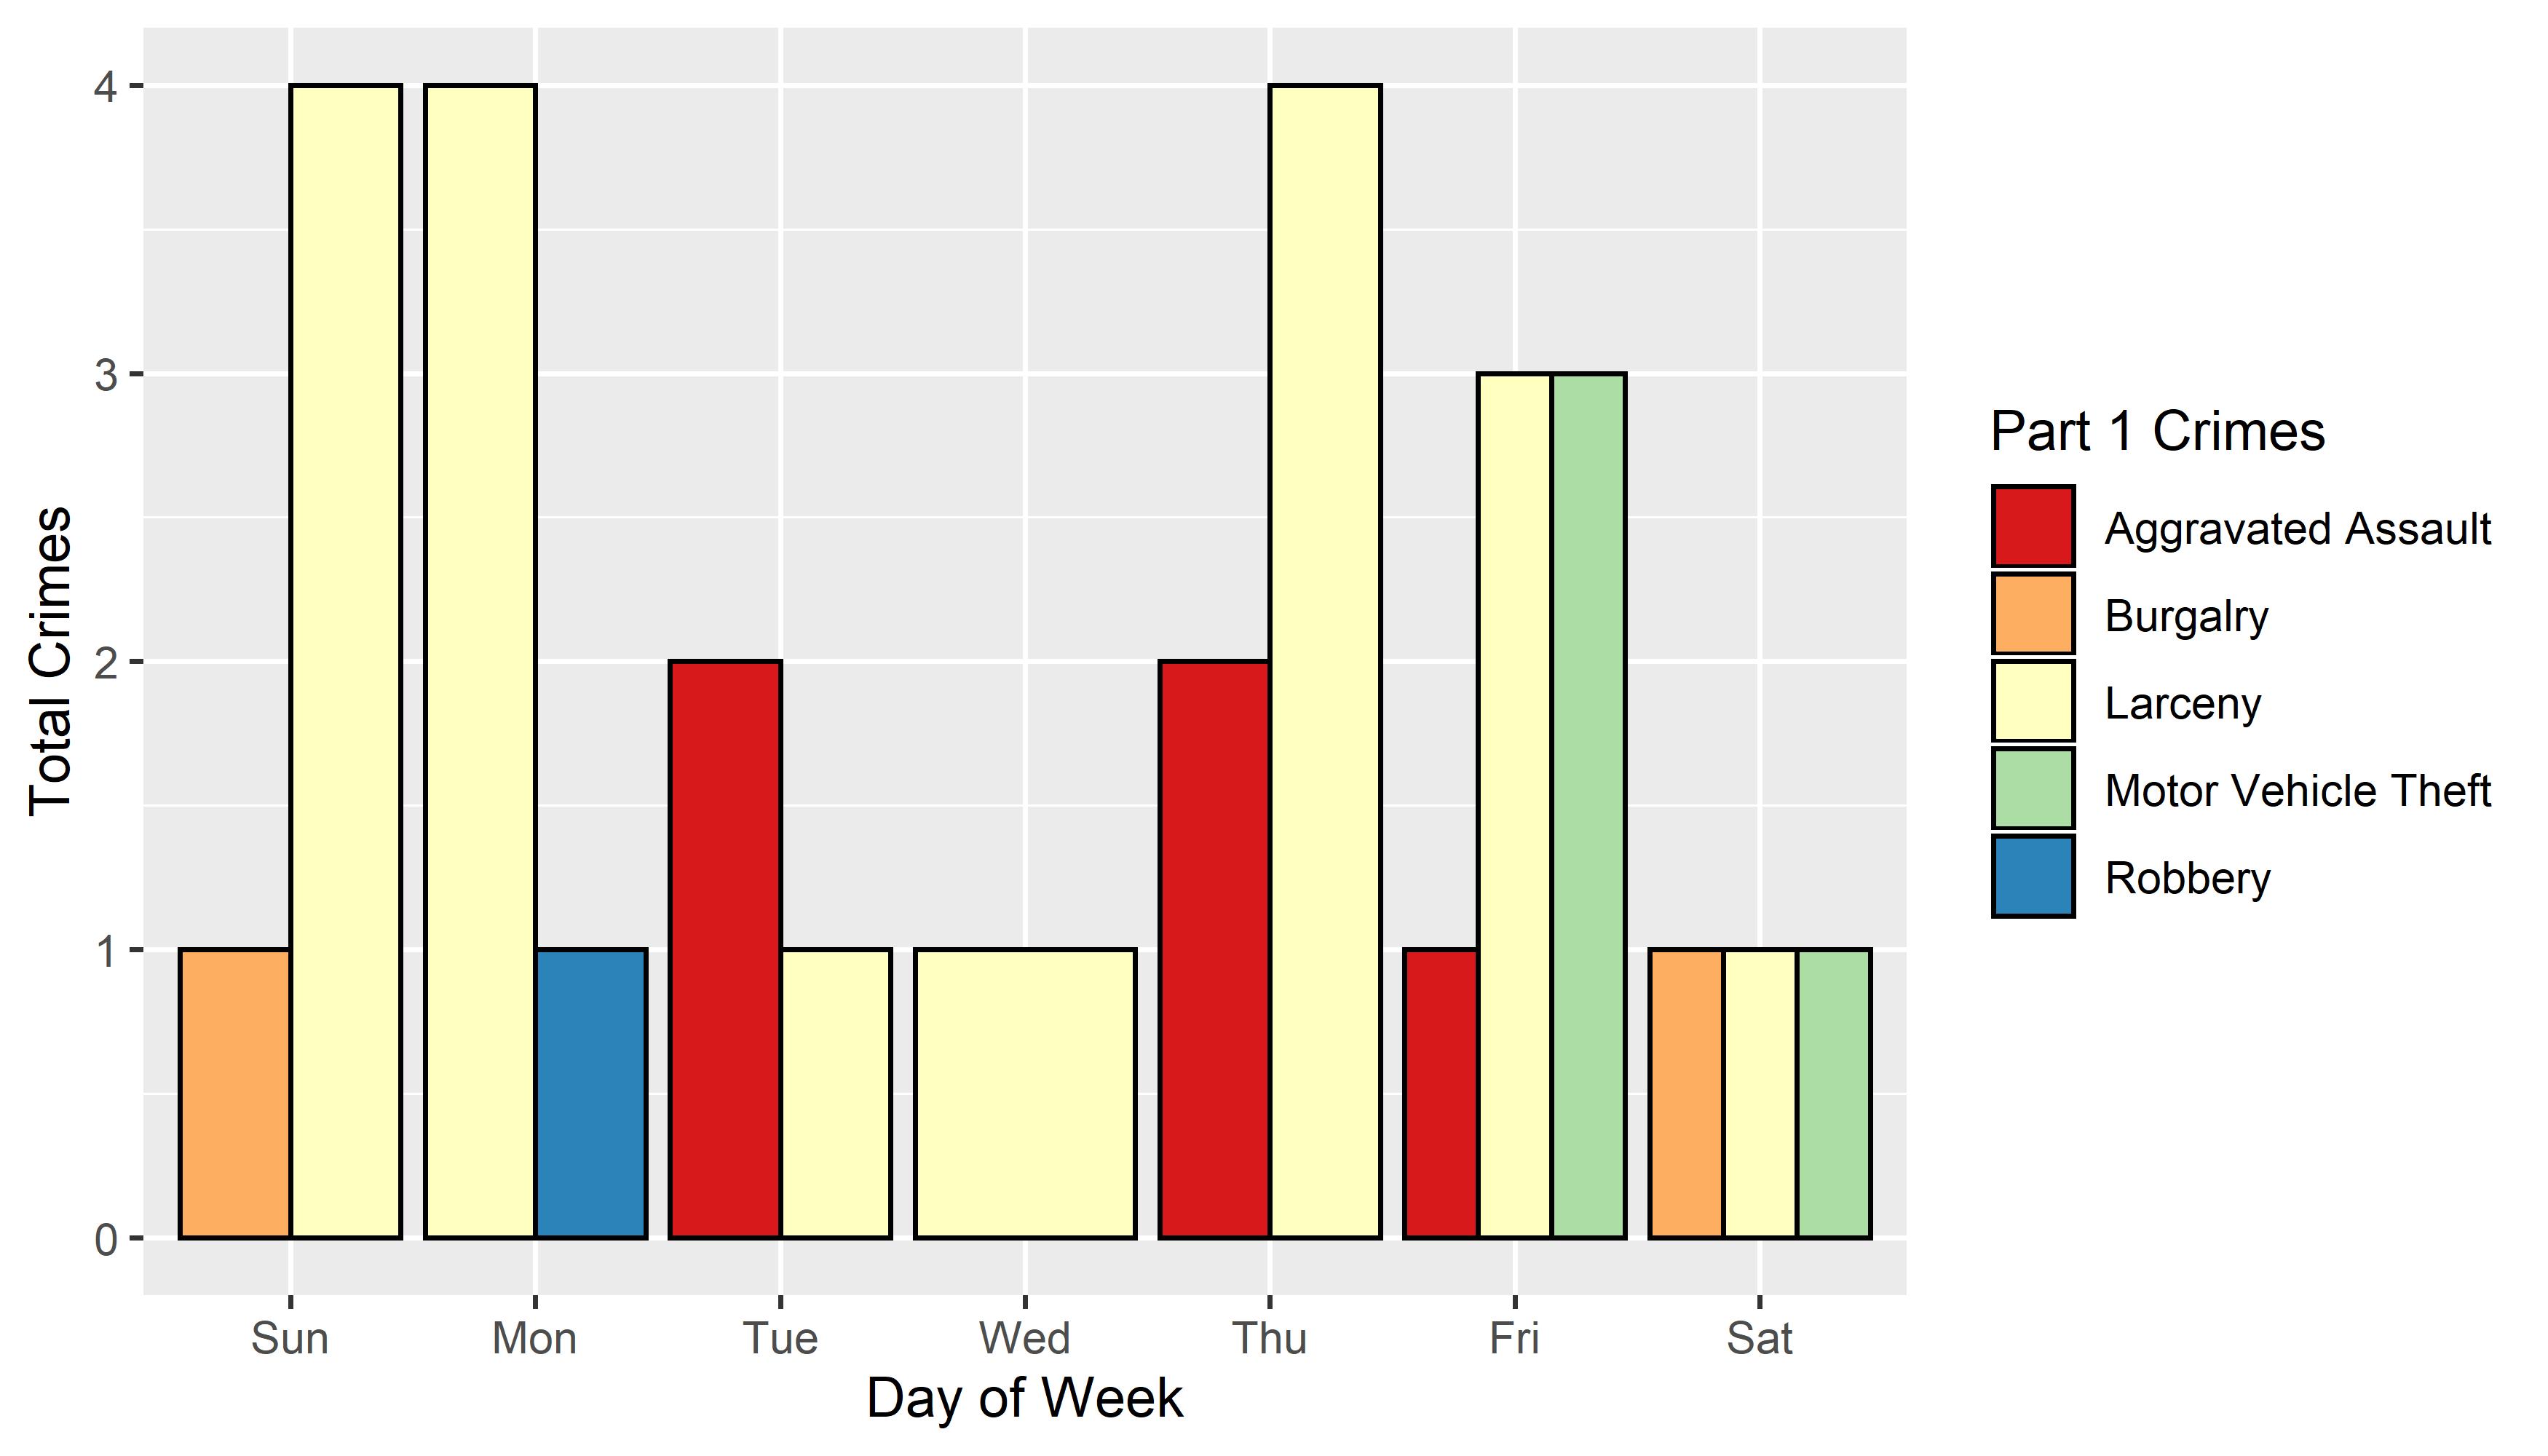 4
3
2
1
0
Total Crimes
Sun Mon Tue Wed Thu Fri Sat
Day of Week
Part 1 Crimes
Aggravated Assault
Burgalry
Larceny
Motor Vehicle Theft
Robbery